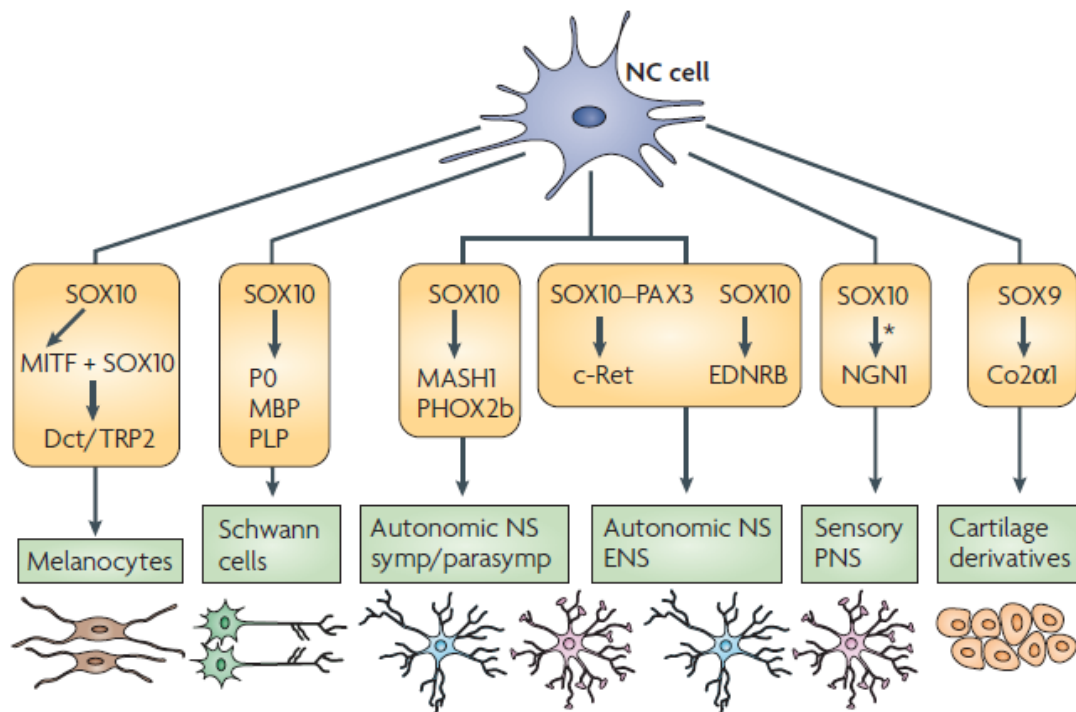 NC cell
SOX10
MITF + SOX10
Dct/TRP2
SOX10
P0
MBP
PLP
SOX10
MASH1
PHOX2b
SOX10–PAX3
c-Ret
SOX10
EDNRB
SOX10
*
NGN1
SOX9
Co2α1
Melanocytes
Schwann
cells
Autonomic NS
symp/parasymp
Autonomic NS
ENS
Sensory
PNS
Cartilage
derivatives